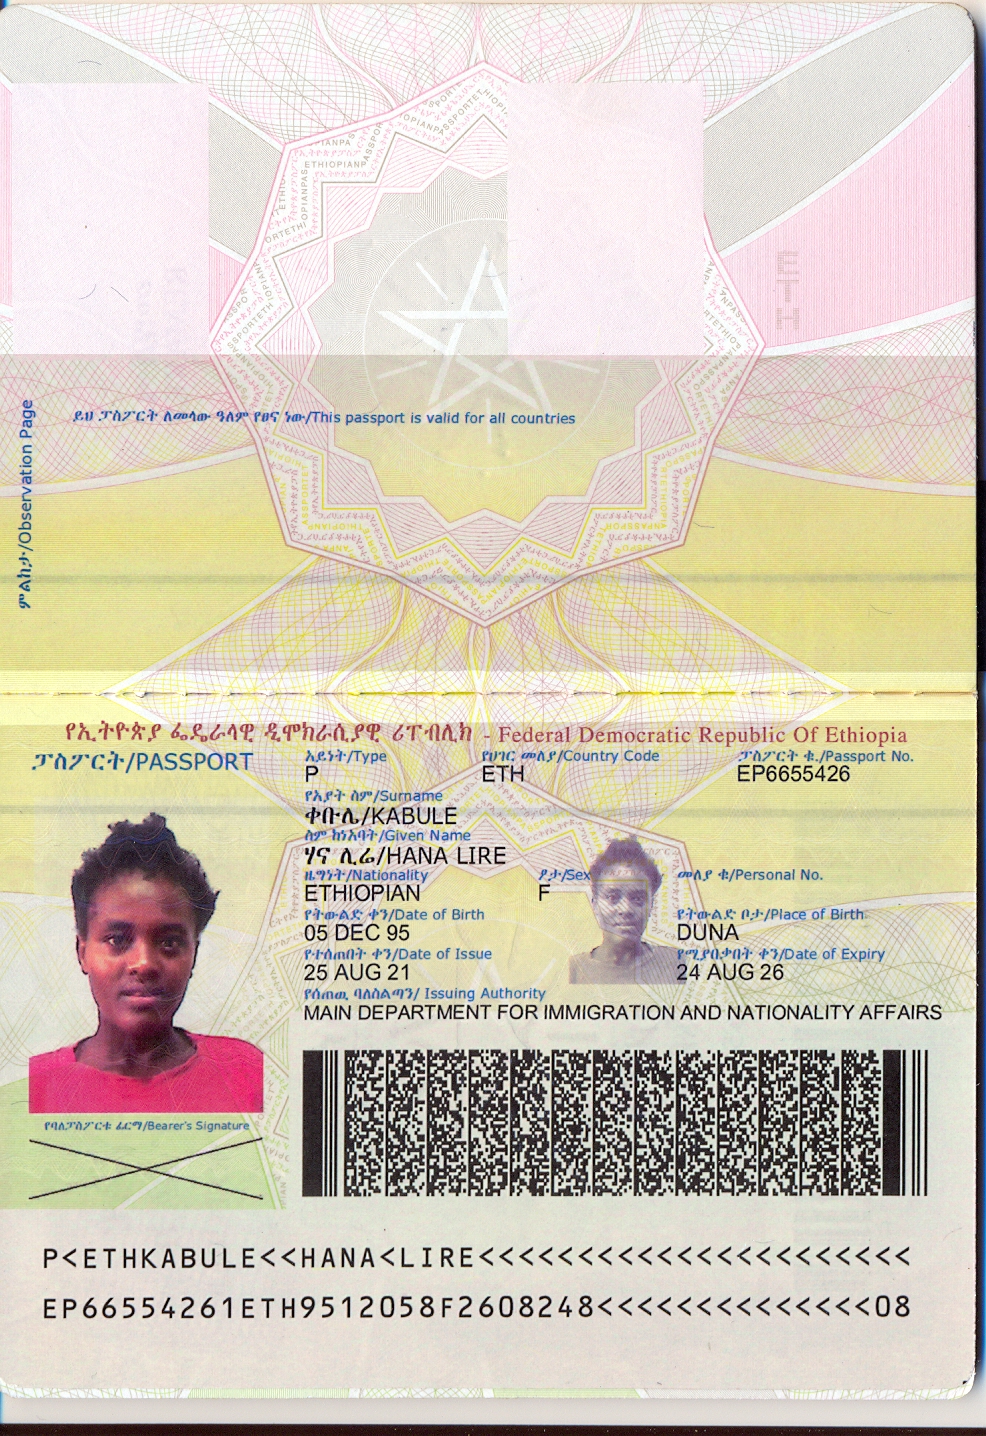 ምልከታ/Observation Page
ይህ ፓስፖርት ለመላው ዓለም የፀና ነው/This passport is valid for all countries
ETH
የኢትዮጵያ ፌዴራላዊ ዲሞክራሲያዊ ሪፐብሊክ - Federal Democratic Republic Of Ethiopia
ፓስፖርት/PASSPORT
አይነት/Type
የሀገር መለያ/Country Code
ፓስፖርት ቁ./Passport No.
P
ETH
EP6655426
የአያት ስም/Surname
ቀቡሌ/KABULE
ስም ከነአባት/Given Name
ሃና ሊሬ/HANA LIRE
ዜግነት/Nationality
ፆታ/Sex
መለያ ቁ/Personal No.
ETHIOPIAN
F
የትውልድ ቀን/Date of Birth
የትውልድ ቦታ/Place of Birth
05 DEC 95
DUNA
የተሰጠበት ቀን/Date of Issue
የሚያበቃበት ቀን/Date of Expiry
25 AUG 21
24 AUG 26
የሰጠዉ ባለስልጣን/ Issuing Authority
MAIN DEPARTMENT FOR IMMIGRATION AND NATIONALITY AFFAIRS
የባለፓስፖርቱ ፊርማ/Bearer's Signature
P<ETHKABULE<<HANA<LIRE<<<<<<<<<<<<<<<<<<<<<<
EP66554261ETH9512058F2608248<<<<<<<<<<<<<<08